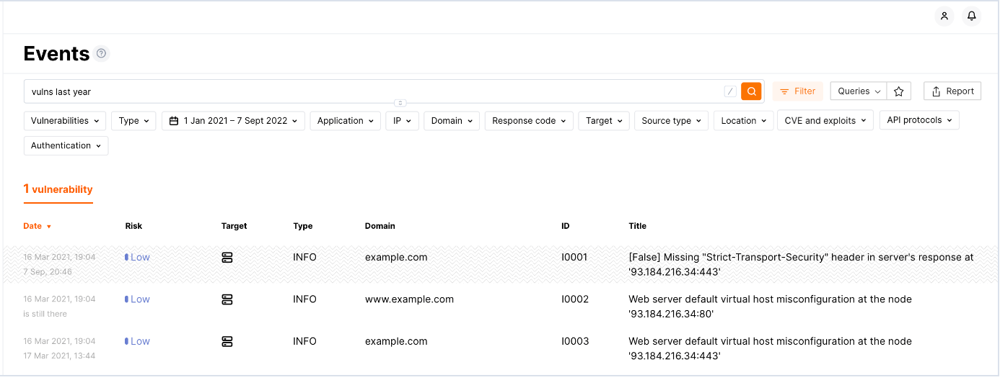 Events ?
vulns last year / Filter Queries Report
Vulnerabilities Type 1 Jan 2021 – 7 Sept 2022 Application IP Domain Response code Target Source type Location CVE and exploits API protocols
Authentication
1 vulnerability
Date Risk Target Type Domain ID Title
16 Mar 2021, 19:04 Low INFO example.com I0001 [False] Missing "Strict-Transport-Security" header in server's response at
7 Sep, 20:46 '93.184.216.34:443'
16 Mar 2021, 19:04 Low INFO www.example.com I0002 Web server default virtual host misconfiguration at the node
is still there '93.184.216.34:80'
16 Mar 2021, 19:04 Low INFO example.com I0003 Web server default virtual host misconfiguration at the node
17 Mar 2021, 13:44 '93.184.216.34:443'